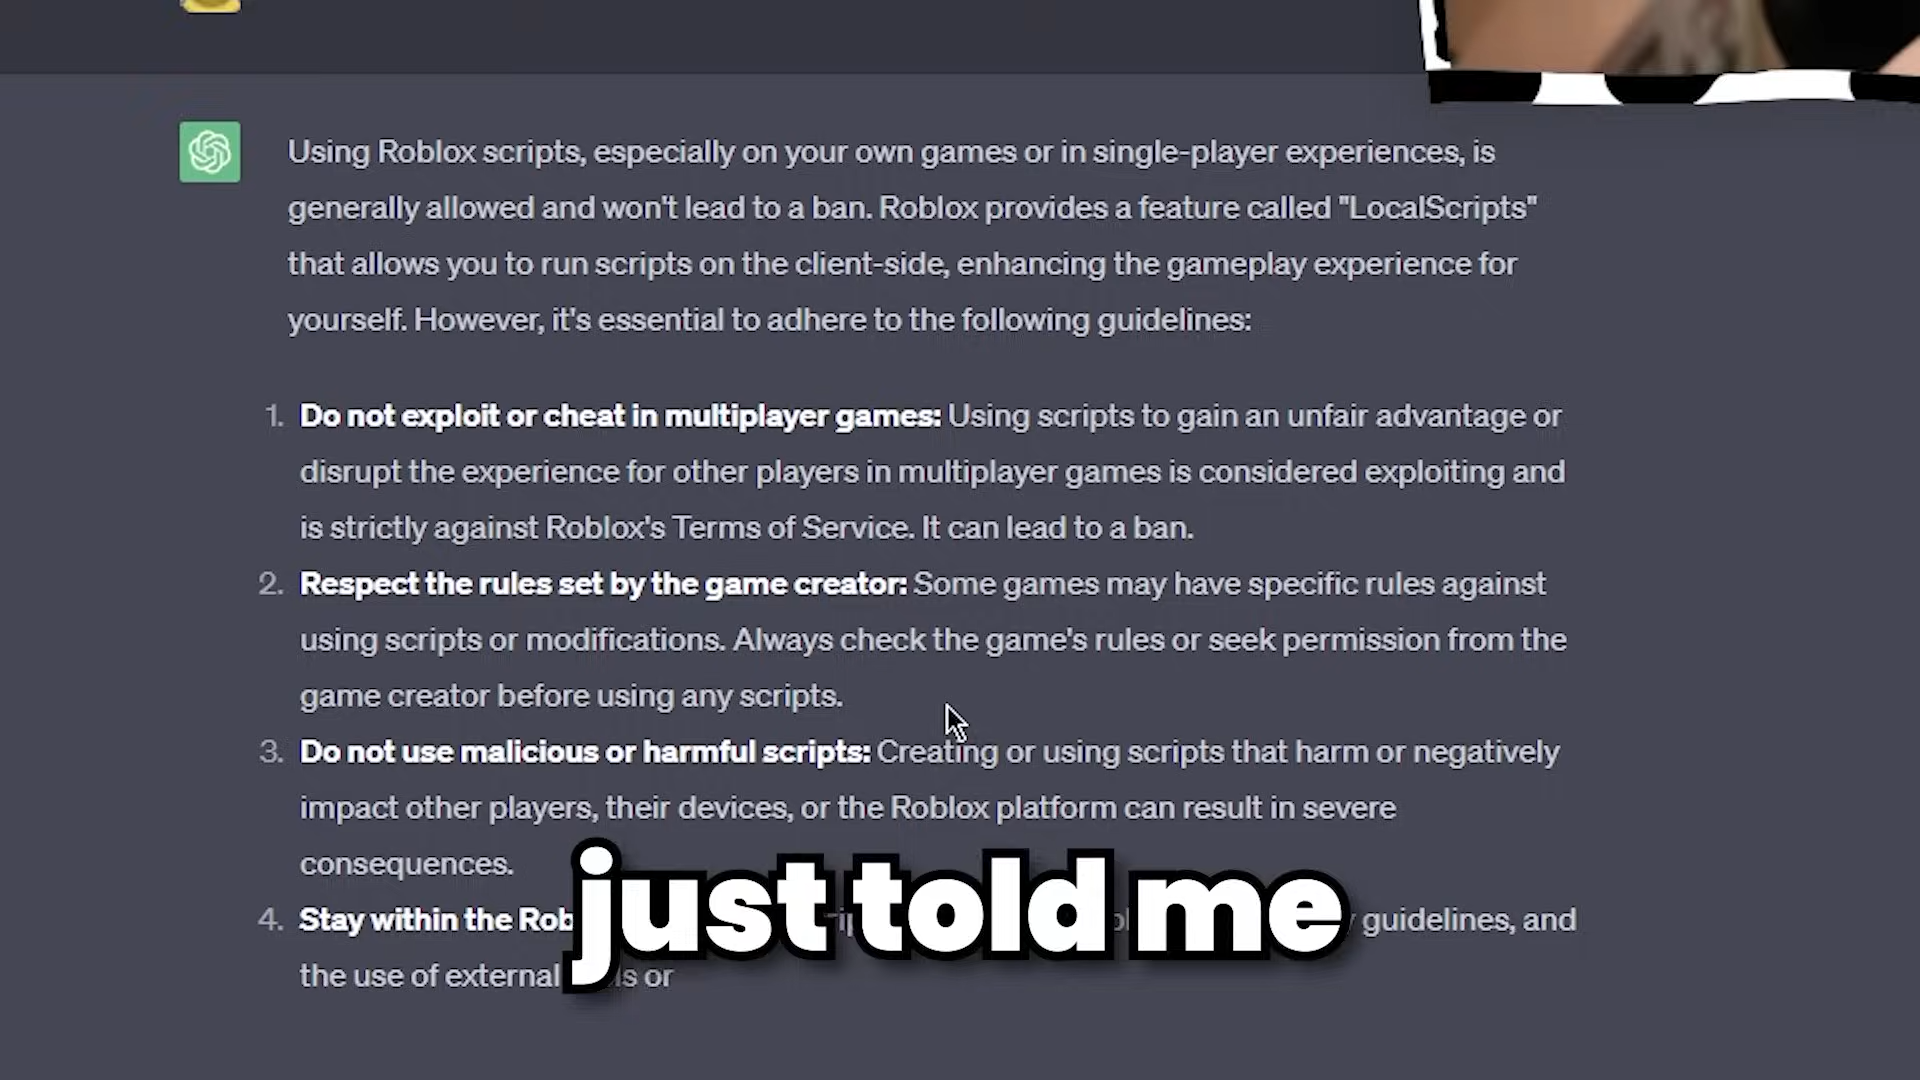 Using Roblox scripts, especially on your own games or in single-player experiences, is
generally allowed and won't lead to a ban. Roblox provides a feature called "LocalScripts"
that allows you to run scripts on the client-side, enhancing the gameplay experience for
yourself. However, it's essential to adhere to the following guidelines:
1. Do not exploit or cheat in multiplayer games: Using scripts to gain an unfair advantage or
disrupt the experience for other players in multiplayer games is considered exploiting and
is strictly against Roblox's Terms of Service. It can lead to a ban.
2. Respect the rules set by the game creator: Some games may have specific rules against
using scripts or modifications. Always check the game's rules or seek permission from the
game creator before using any scripts.
3. Do not use malicious or harmful scripts: Creating or using scripts that harm or negatively
impact other players, their devices, or the Roblox platform can result in severe
consequences.
4. Stay within the guidelines, and
the use of external or
just told me